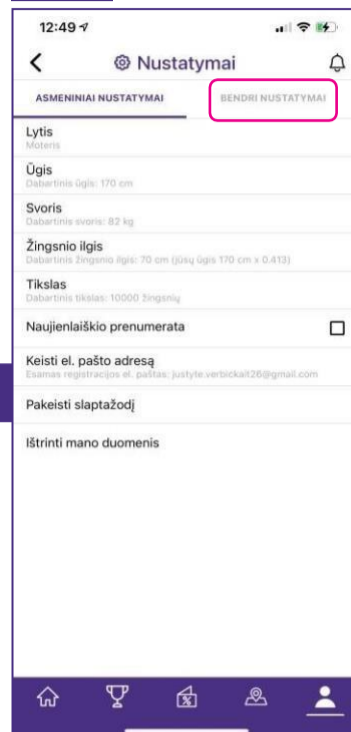 12:49
Nustatymai
ASMENINIAI NUSTATYMAI
BENDRI NUSTATYMAI
Lytis
Moteris
Ūgis
Dabartinis ūgis: 170 cm
Svoris
Dabartinis svoris: 82 kg
Žingsnio ilgis
Dabartinis žingsnio ilgis: 70 cm (jūsų ūgis 170 cm x 0.413)
Tikslas
Dabartinis tikslas: 10000 žingsnių
Naujienlaiškio prenumerata
Keisti el. pašto adresą
Esamas registracijos el. paštas: justyte.verbickait26@gmail.com
Pakeisti slaptažodį
Ištrinti mano duomenis